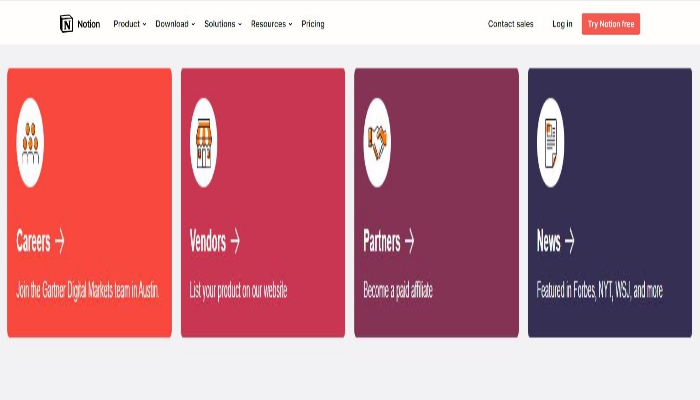 Notion Product Download Solutions Resources Pricing Contact sales Log in Try Notion free
Careers → Vendors → Partners → News →
Join the Gartner Digital Markets team in Austin. List your product on our website Become a paid affiliate Featured in Forbes, NYT, WSJ, and more